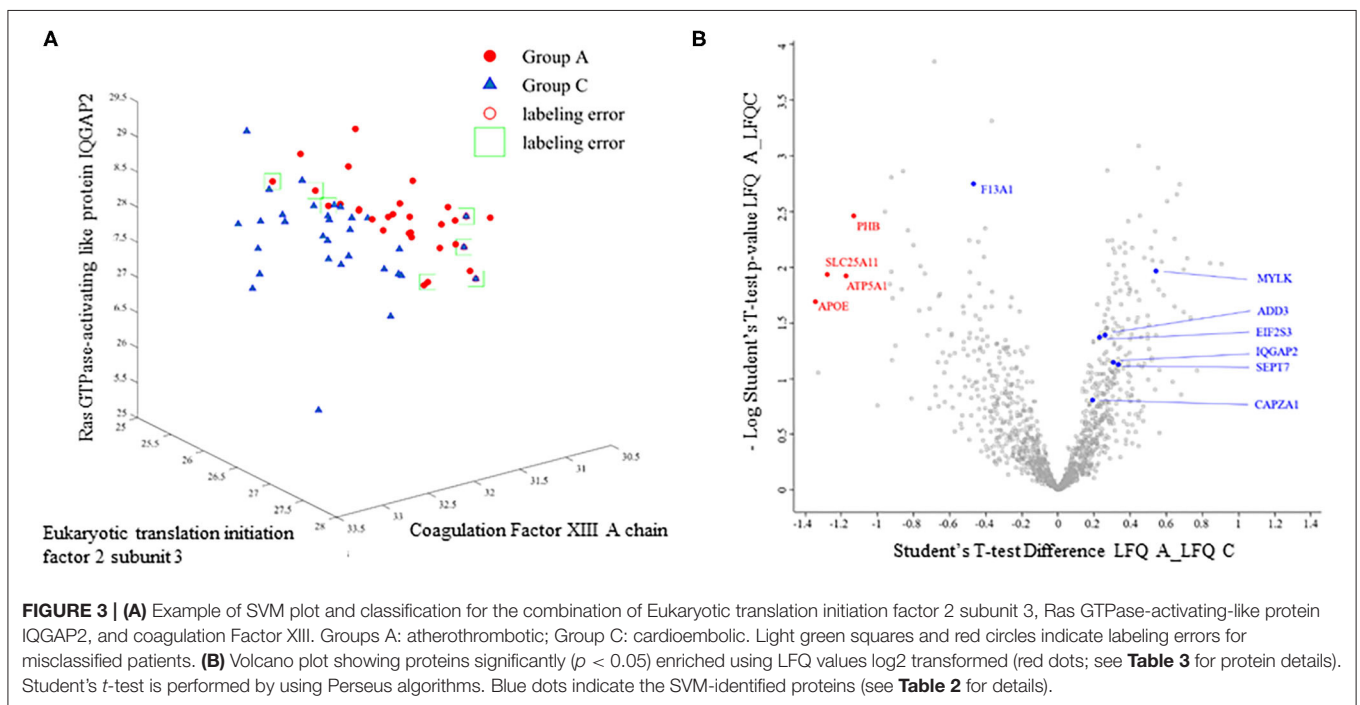 A
Group A
Group C
labeling error
labeling error
Ras GTPase-activating like protein IQGAP2
29.5
29
28.5
28
27.5
27
26.5
26
25.5
25
25
25.5
26
26.5
27
27.5
28
33.5
33
32.5
32
31.5
31
30.5
Eukaryotic translation initiation
factor 2 subunit 3
Coagulation Factor XIII A chain
B
- Log Student's T-test p-value LFQ A_LFQC
4
3.5
3
2.5
2
1.5
1
0.5
0
F13A1
PHB
SLC25A11
ATP5A1
APOE
MYLK
ADD3
EIF2S3
IQGAP2
SEPT7
CAPZA1
-1.4 -1.2 -1 -0.8 -0.6 -0.4 -0.2 0 0.2 0.4 0.6 0.8 1 1.2 1.4
Student's T-test Difference LFQ A_LFQ C
FIGURE 3 | (A) Example of SVM plot and classification for the combination of Eukaryotic translation initiation factor 2 subunit 3, Ras GTPase-activating-like protein
IQGAP2, and coagulation Factor XIII. Groups A: atherothrombotic; Group C: cardioembolic. Light green squares and red circles indicate labeling errors for
misclassified patients. (B) Volcano plot showing proteins significantly (p < 0.05) enriched using LFQ values log2 transformed (red dots; see Table 3 for protein details).
Student's t-test is performed by using Perseus algorithms. Blue dots indicate the SVM-identified proteins (see Table 2 for details).